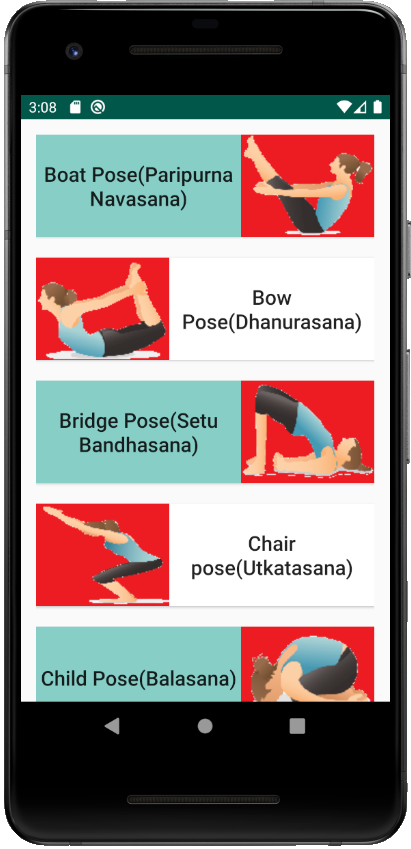 3:08
Boat Pose(Paripurna
Navasana)
Bow
Pose(Dhanurasana)
Bridge Pose(Setu
Bandhasana)
Chair
pose(Utkatasana)
Child Pose(Balasana)